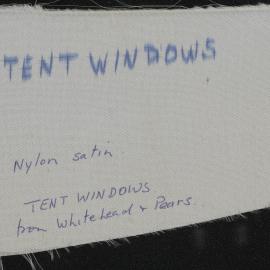 TENT WINDOWS
Nylon satin.
TENT WINDOWS
from Whitehead & Pears.